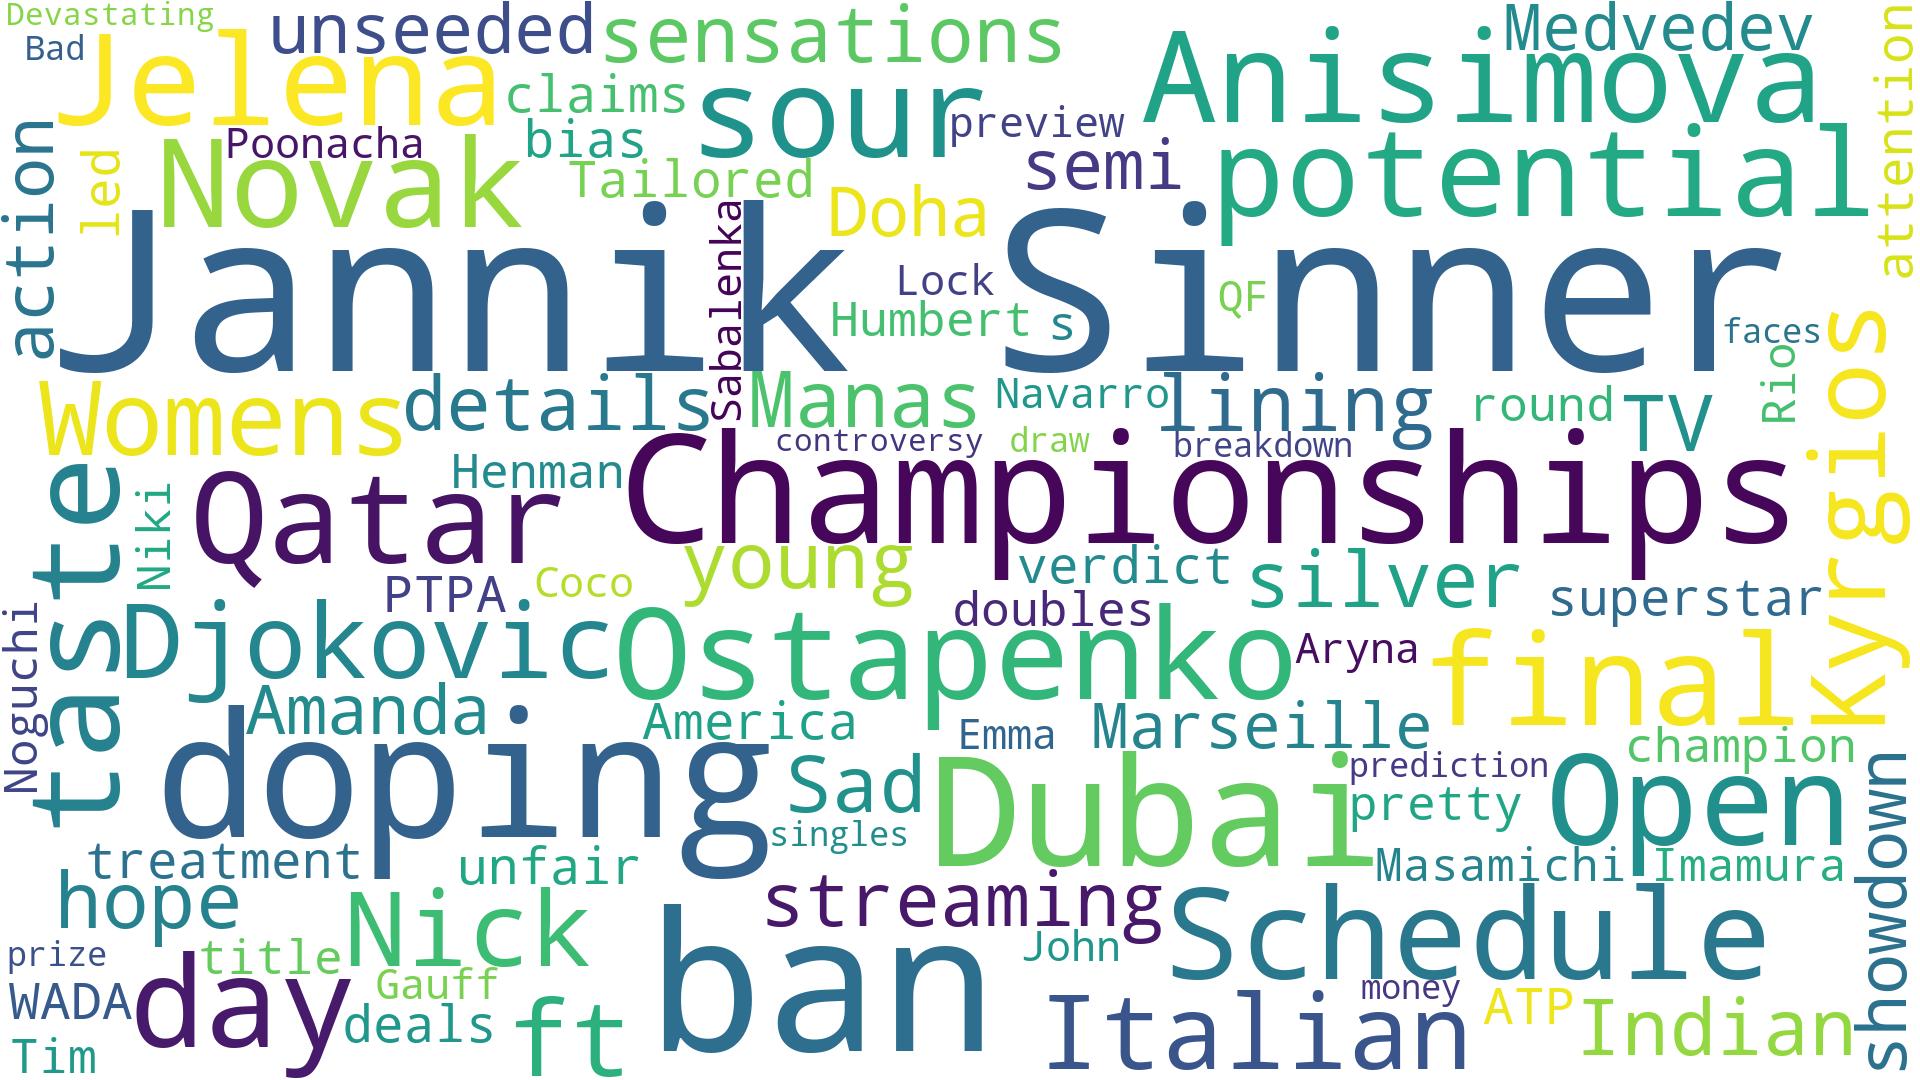 Devastating
Bad
Jelena
unseeded
sensations
Medvedev
Anisimova
attention
claims
sour
preview
action
led
Poonacha
Novak
bias
Tailored
semi
potential
Doha
Jannik
Sabalenka
Lock
Sinner
QF
Humbert
s
faces
Rio
Kyrgios
Womens
details
Manas
Navarro
lining
round
TV
controversy
draw
breakdown
taste
Niki
Qatar
Henman
Championships
PTPA
Coco
young
verdict
silver
superstar
Noguchi
Djokovic
Ostapenko
doubles
Aryna
final
Amanda
America
Emma
Marseille
champion
doping
Sad
singles
Dubai
prediction
pretty
Open
showdown
treatment
unfair
Masamichi
Imamura
hope
Nick
streaming
Schedule
prize
title
ban
John
WADA
day
Gauff
deals
ft
Italian
money
ATP
Indian
Tim